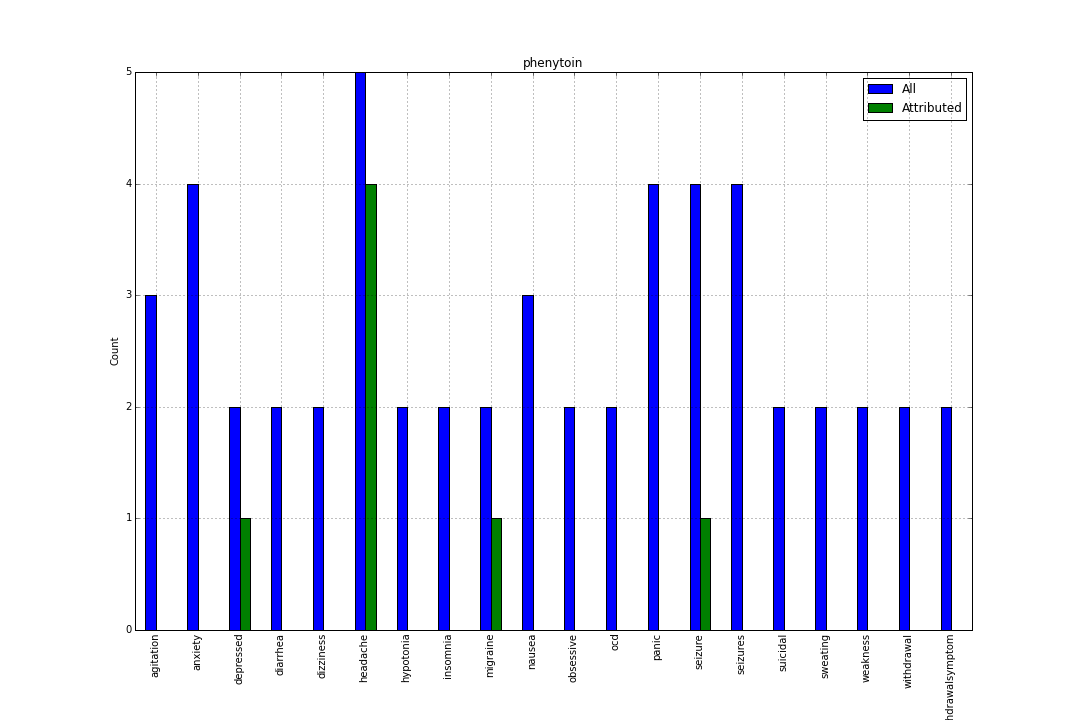 phenytoin
All
Attributed
Count
5
4
3
2
1
0
agitation
anxiety
depressed
diarrhea
dizziness
headache
hypotonia
insomnia
migraine
nausea
obsessive
ocd
panic
seizure
seizures
suicidal
sweating
weakness
withdrawal
hdrawalsymptom